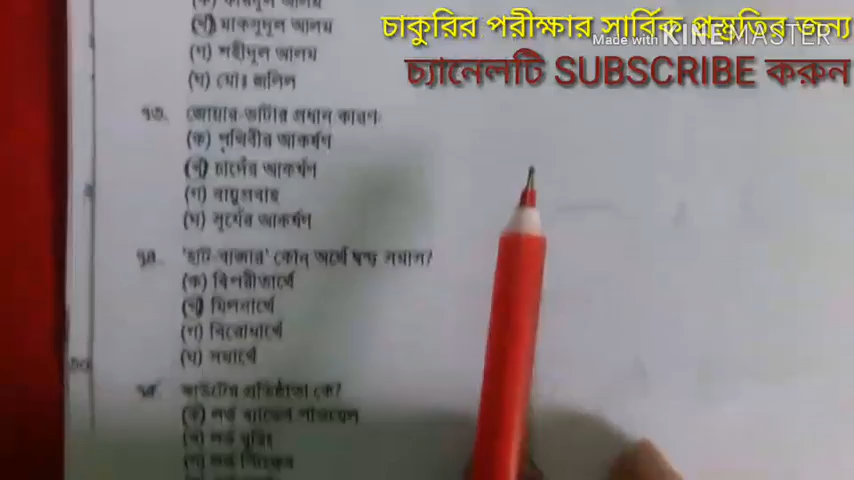 চাকুরির পরীক্ষার সার্বিক প্রস্তুতির জন্য
Made with KINEMASTER
চ্যানেলটি SUBSCRIBE করুন
(খ) মাকসুদুল আলম
(গ) শহীদুল আলম
(ঘ) মোঃ জলিল
৭৩. জোয়ার-ভাটার প্রধান কারণ
(ক) পৃথিবীর আকর্ষণ
(খ) চাঁদের আকর্ষণ
(গ) বায়ুপ্রবাহ
(ঘ) সূর্যের আকর্ষণ
৭৪. 'হাট-বাজার' কোন্ অর্থে দ্বন্দ্ব সমাস?
(ক) বিপরীতার্থে
(খ) মিলনার্থে
(গ) বিরোধার্থে
(ঘ) সমার্থে
৭৫. স্কাউটের প্রতিষ্ঠাতা কে?
(ক) লর্ড ব্যাডেন পাওয়েল
(খ) লর্ড
(গ) লর্ড